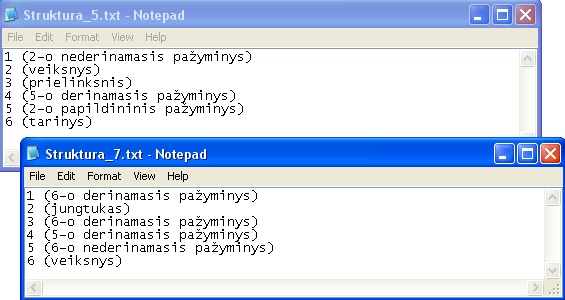 Struktura_5.txt - Notepad
File Edit Format View Help
1 (2-o nederinamasis pažyminys)
2 (veiksnys)
3 (prielinksnis)
4 (5-o derinamasis pažyminys)
5 (2-o papildininis pažyminys)
6 (tarinys)
Struktura_7.txt - Notepad
File Edit Format View Help
1 (6-o derinamasis pažyminys)
2 (jungtukas)
3 (6-o derinamasis pažyminys)
4 (5-o derinamasis pažyminys)
5 (6-o nederinamasis pažyminys)
6 (veiksnys)